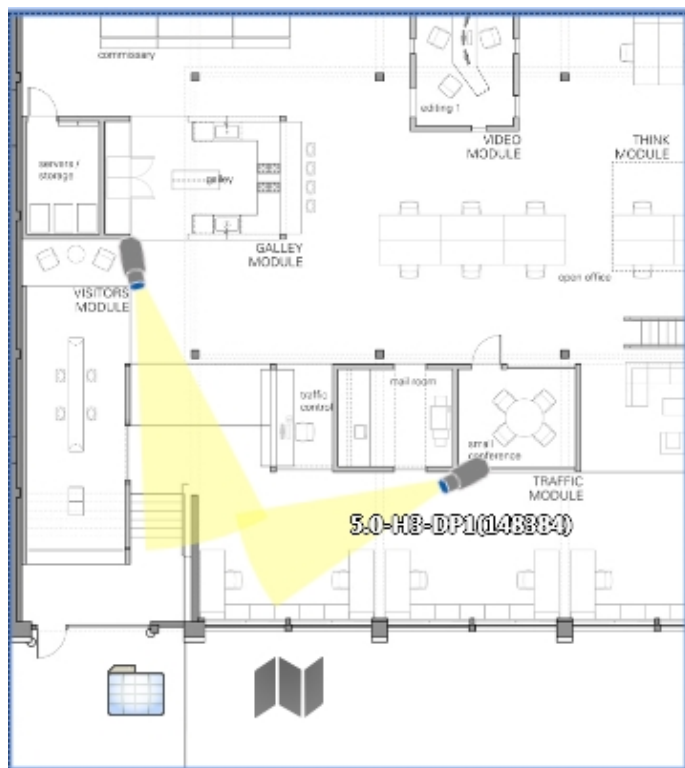 commissary
editing 1
VIDEO
MODULE
THINK
MODULE
servers /
storage
galley
GALLEY
MODULE
open office
VISITORS
MODULE
mail room
traffic
control
small
conference
TRAFFIC
MODULE
5.0-H3-DP1(148384)